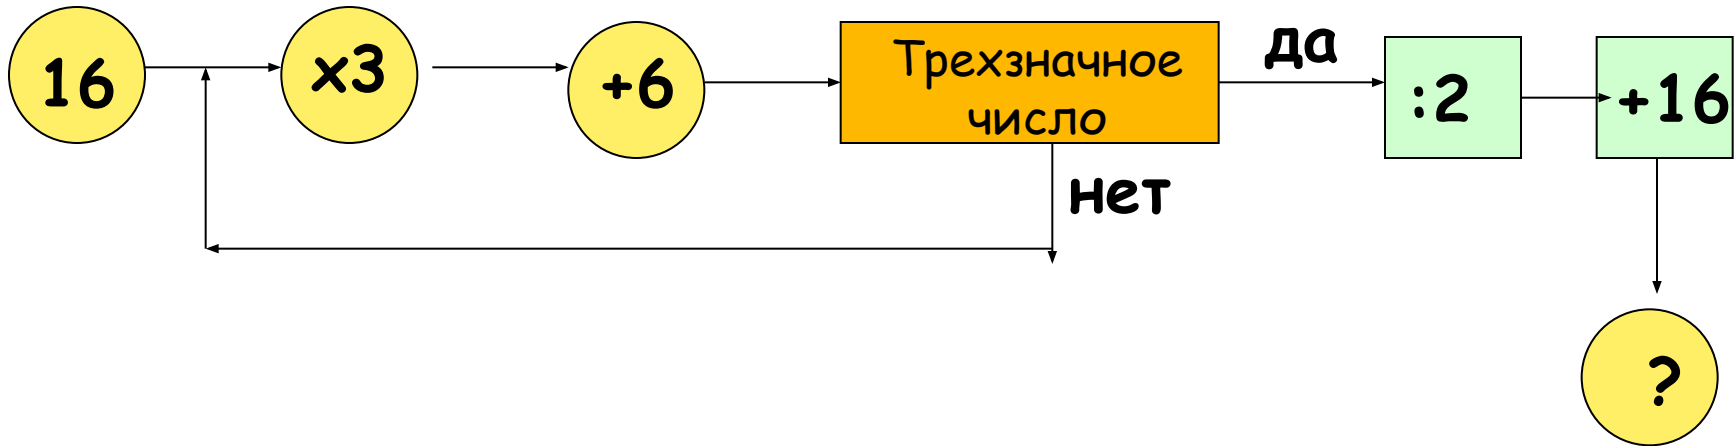 16
x3
+6
Трехзначное
число
да
:2
+16
нет
?